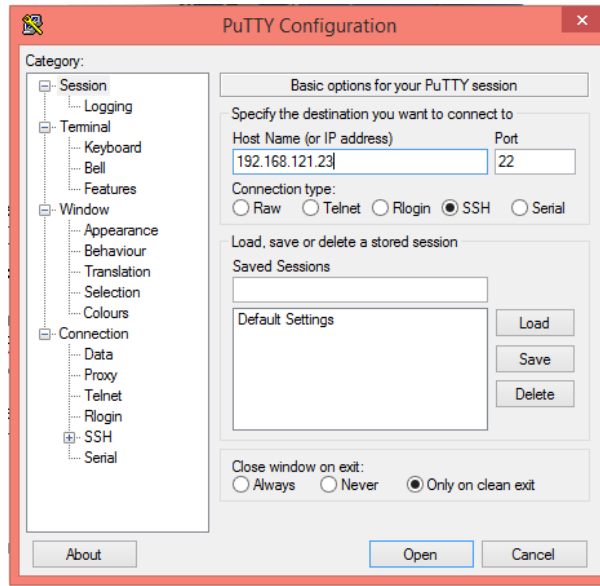 PuTTY Configuration
Category:
Session
Logging
Terminal
Keyboard
Bell
Features
Window
Appearance
Behaviour
Translation
Selection
Colours
Connection
Data
Proxy
Telnet
Rlogin
SSH
Serial
Basic options for your PuTTY session
Specify the destination you want to connect to
Host Name (or IP address) Port
192.168.121.23 22
Connection type:
Raw Telnet Rlogin SSH Serial
Load, save or delete a stored session
Saved Sessions
Default Settings
Load
Save
Delete
Close window on exit:
Always Never Only on clean exit
About Open Cancel